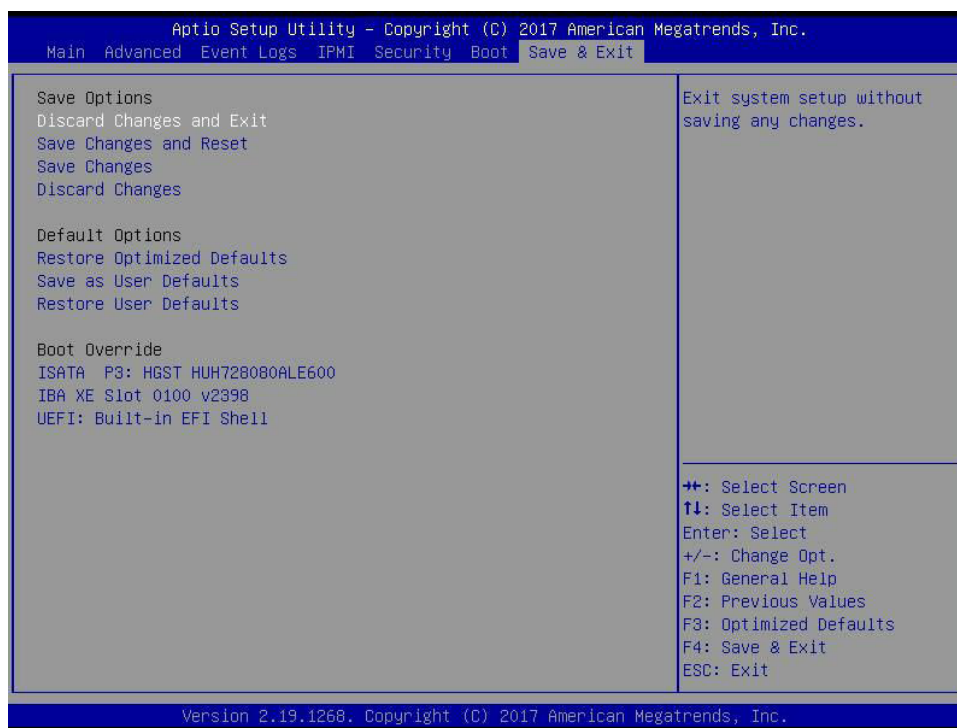 Aptio Setup Utility – Copyright (C) 2017 American Megatrends, Inc.
Main Advanced Event Logs IPMI Security Boot Save & Exit
Save Options
Discard Changes and Exit
Save Changes and Reset
Save Changes
Discard Changes
Default Options
Restore Optimized Defaults
Save as User Defaults
Restore User Defaults
Boot Override
ISATA P3: HGST HUH728080ALE600
IBA XE Slot 0100 v2398
UEFI: Built-in EFI Shell
Exit system setup without
saving any changes.
→←: Select Screen
↑↓: Select Item
Enter: Select
+/-: Change Opt.
F1: General Help
F2: Previous Values
F3: Optimized Defaults
F4: Save & Exit
ESC: Exit
Version 2.19.1268. Copyright (C) 2017 American Megatrends, Inc.